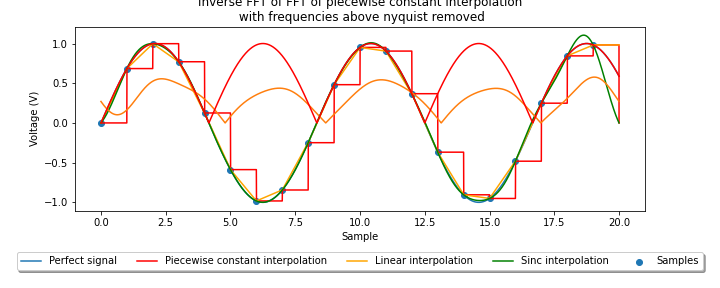 Inverse FFT of FFT of piecewise constant interpolation
with frequencies above nyquist removed
1.0
0.5
0.0
−0.5
−1.0
Voltage (V)
0.0 2.5 5.0 7.5 10.0 12.5 15.0 17.5 20.0
Sample
Perfect signal Piecewise constant interpolation Linear interpolation Sinc interpolation Samples